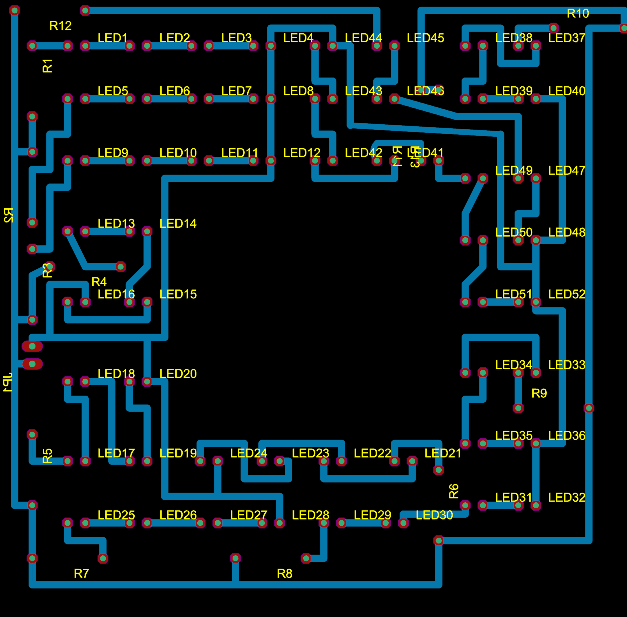 R12 R10
LED1 LED2 LED3 LED4 LED44 LED45 LED38 LED37
R1
LED5 LED6 LED7 LED8 LED43 LED46 LED39 LED40
LED9 LED10 LED11 LED12 LED42 R11 R13 LED41
LED49 LED47
R2
LED13 LED14 LED50 LED48
R3 R4
LED16 LED15 LED51 LED52
JP1
LED18 LED20 LED34 LED33
R9
LED17 LED19 LED24 LED23 LED22 LED21 LED35 LED36
R5
R6
LED25 LED26 LED27 LED28 LED29 LED30 LED31 LED32
R7 R8